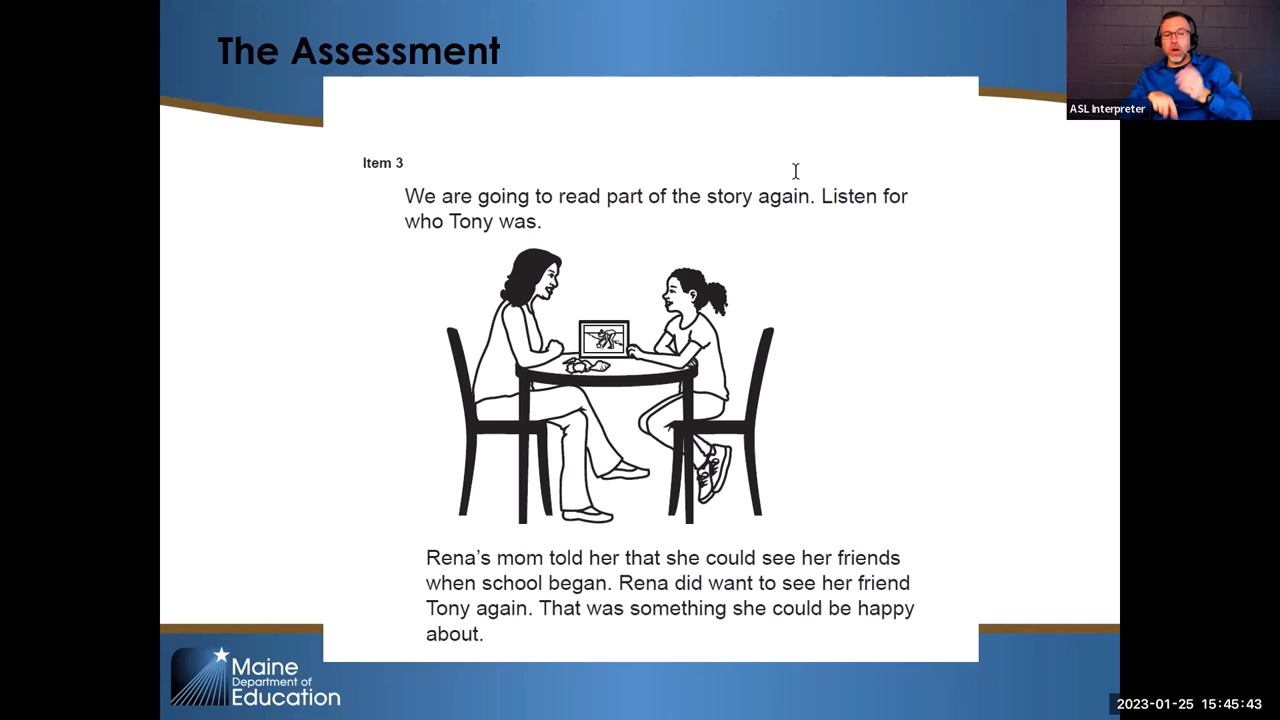 The Assessment
ASL Interpreter
Item 3
We are going to read part of the story again. Listen for
who Tony was.
Rena's mom told her that she could see her friends
when school began. Rena did want to see her friend
Tony again. That was something she could be happy
about.
Maine
Department of
Education
2023-01-25 15:45:43